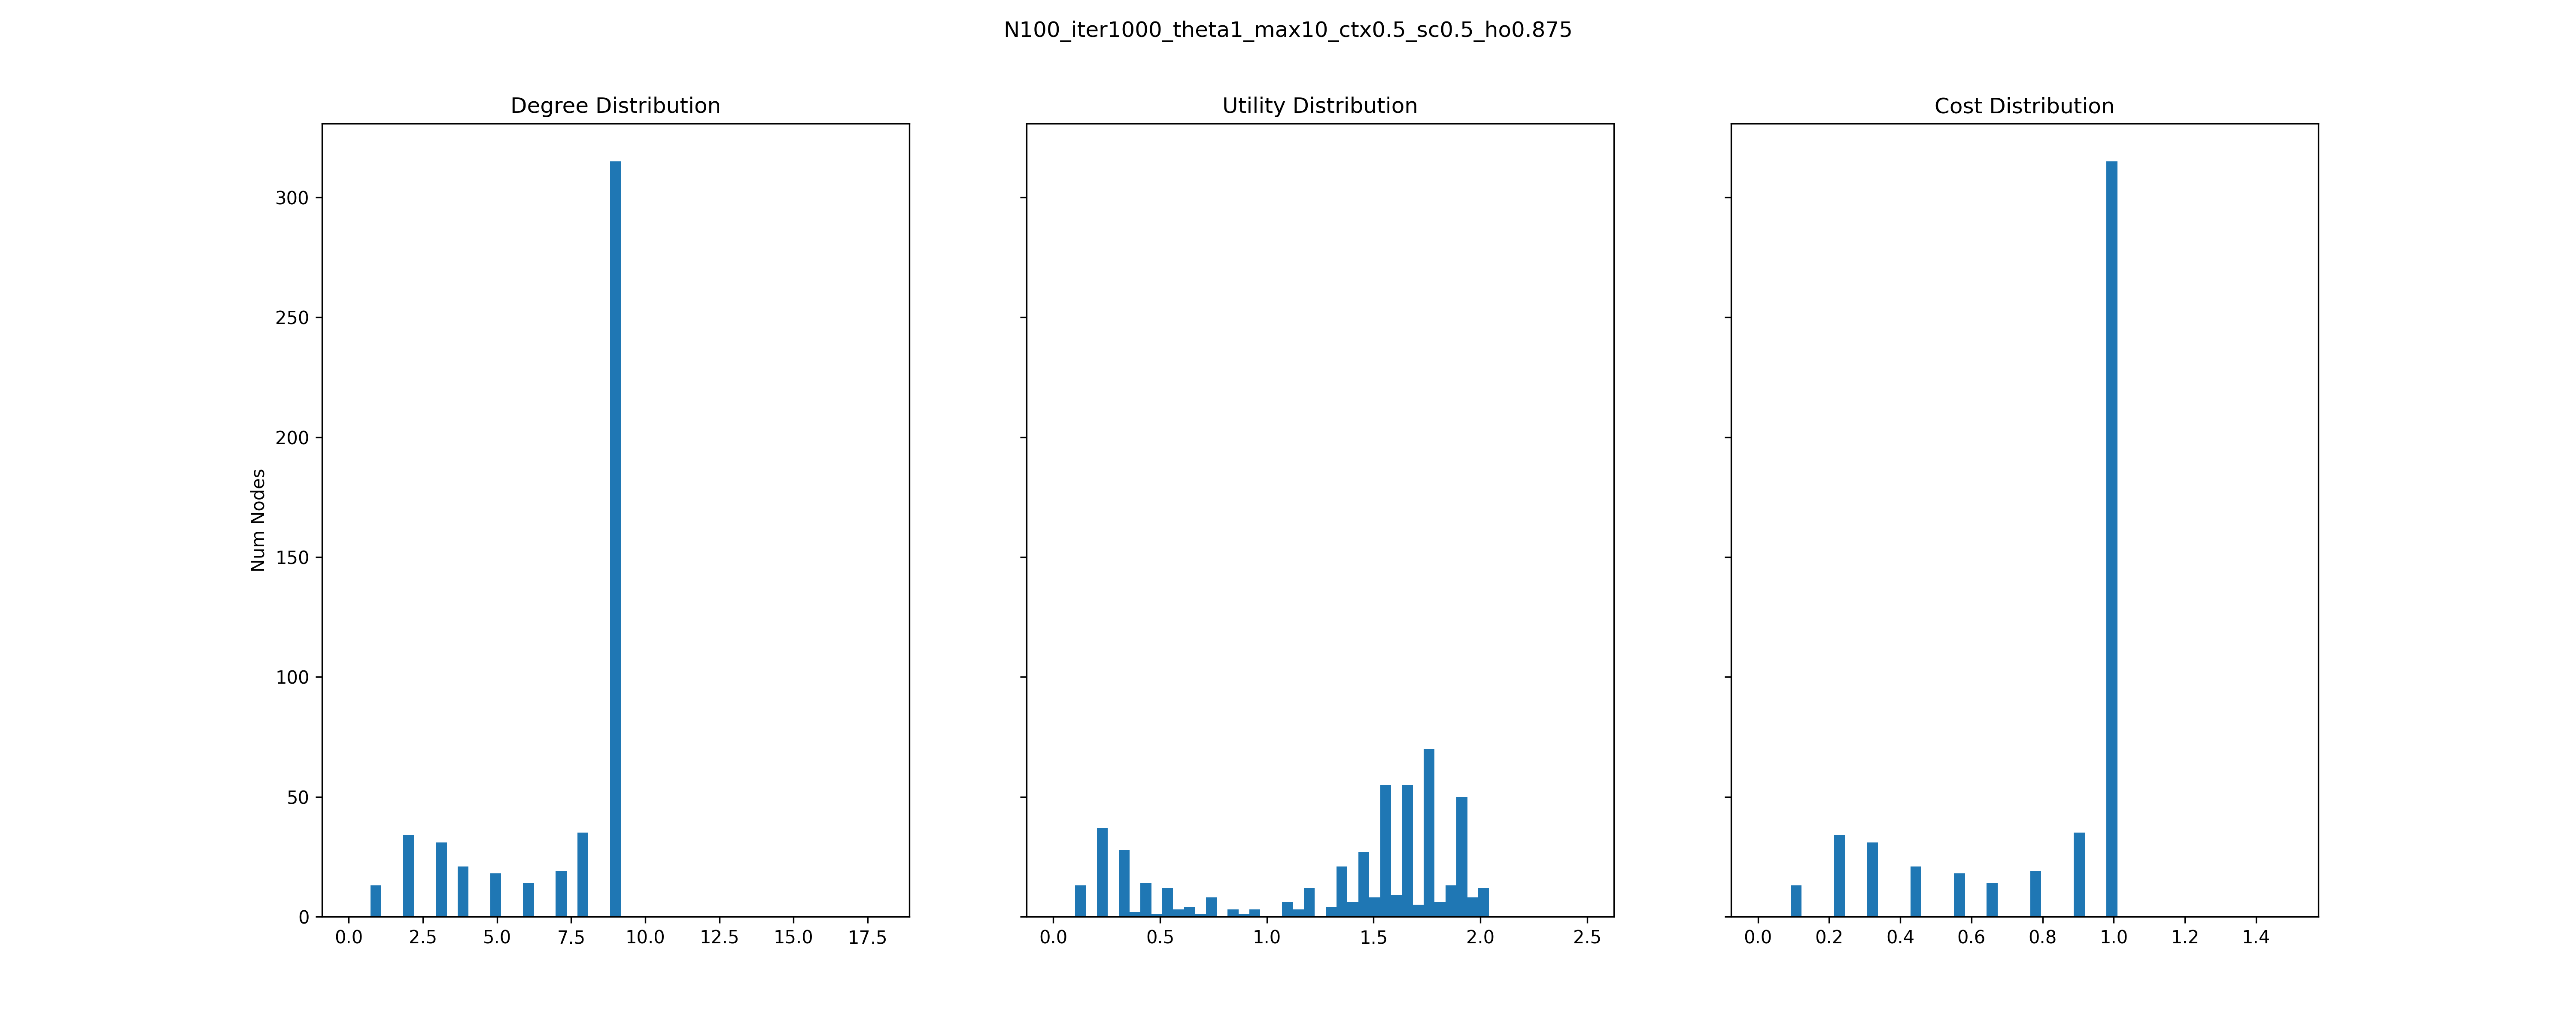 N100_iter1000_theta1_max10_ctx0.5_sc0.5_ho0.875
Degree Distribution
Utility Distribution
Cost Distribution
Num Nodes
300
250
200
150
100
50
0
0.0 2.5 5.0 7.5 10.0 12.5 15.0 17.5
0.0 0.5 1.0 1.5 2.0 2.5
0.0 0.2 0.4 0.6 0.8 1.0 1.2 1.4